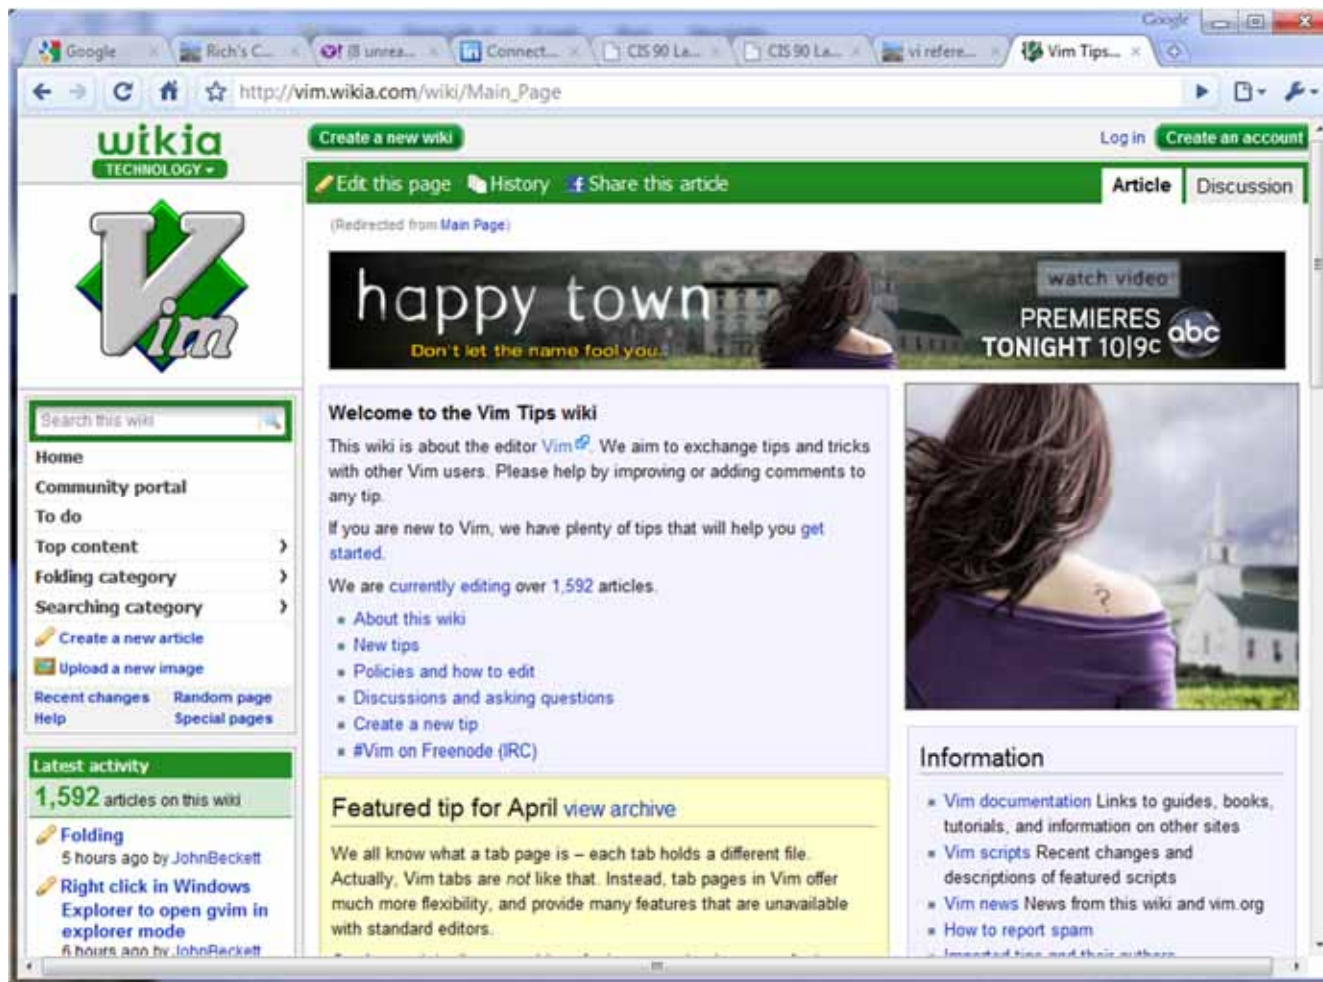 Google
Google
Rich's C...
(8 unrea...
Connect...
CIS 90 La...
CIS 90 La...
vi refere...
Vim Tips...
http://vim.wikia.com/wiki/Main_Page
wikia
TECHNOLOGY
Create a new wiki
Log in
Create an account
Edit this page
History
Share this article
Article
Discussion
(Redirected from Main Page)
Vim
happy town
Don't let the name fool you...
watch video
PREMIERES
TONIGHT 10|9c
abc
Search this wiki
Home
Community portal
To do
Top content
Folding category
Searching category
Create a new article
Upload a new image
Recent changes Random page
Help Special pages
Latest activity
1,592 articles on this wiki
Folding
5 hours ago by JohnBeckett
Right click in Windows
Explorer to open gvim in
explorer mode
6 hours ago by JohnBeckett
Welcome to the Vim Tips wiki
This wiki is about the editor Vim. We aim to exchange tips and tricks
with other Vim users. Please help by improving or adding comments to
any tip.
If you are new to Vim, we have plenty of tips that will help you get
started.
We are currently editing over 1,592 articles.
About this wiki
New tips
Policies and how to edit
Discussions and asking questions
Create a new tip
#Vim on Freenode (IRC)
Featured tip for April view archive
We all know what a tab page is – each tab holds a different file.
Actually, Vim tabs are not like that. Instead, tab pages in Vim offer
much more flexibility, and provide many features that are unavailable
with standard editors.
?
Information
Vim documentation Links to guides, books,
tutorials, and information on other sites
Vim scripts Recent changes and
descriptions of featured scripts
Vim news News from this wiki and vim.org
How to report spam
Imported tips and their authors